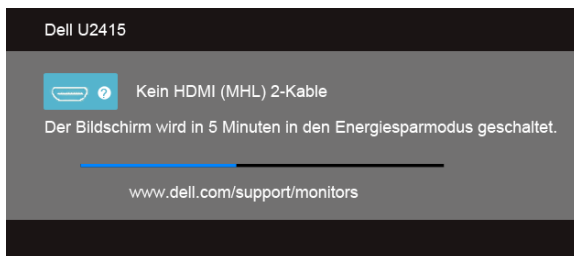 Dell U2415
Kein HDMI (MHL) 2-Kable
Der Bildschirm wird in 5 Minuten in den Energiesparmodus geschaltet.
www.dell.com/support/monitors